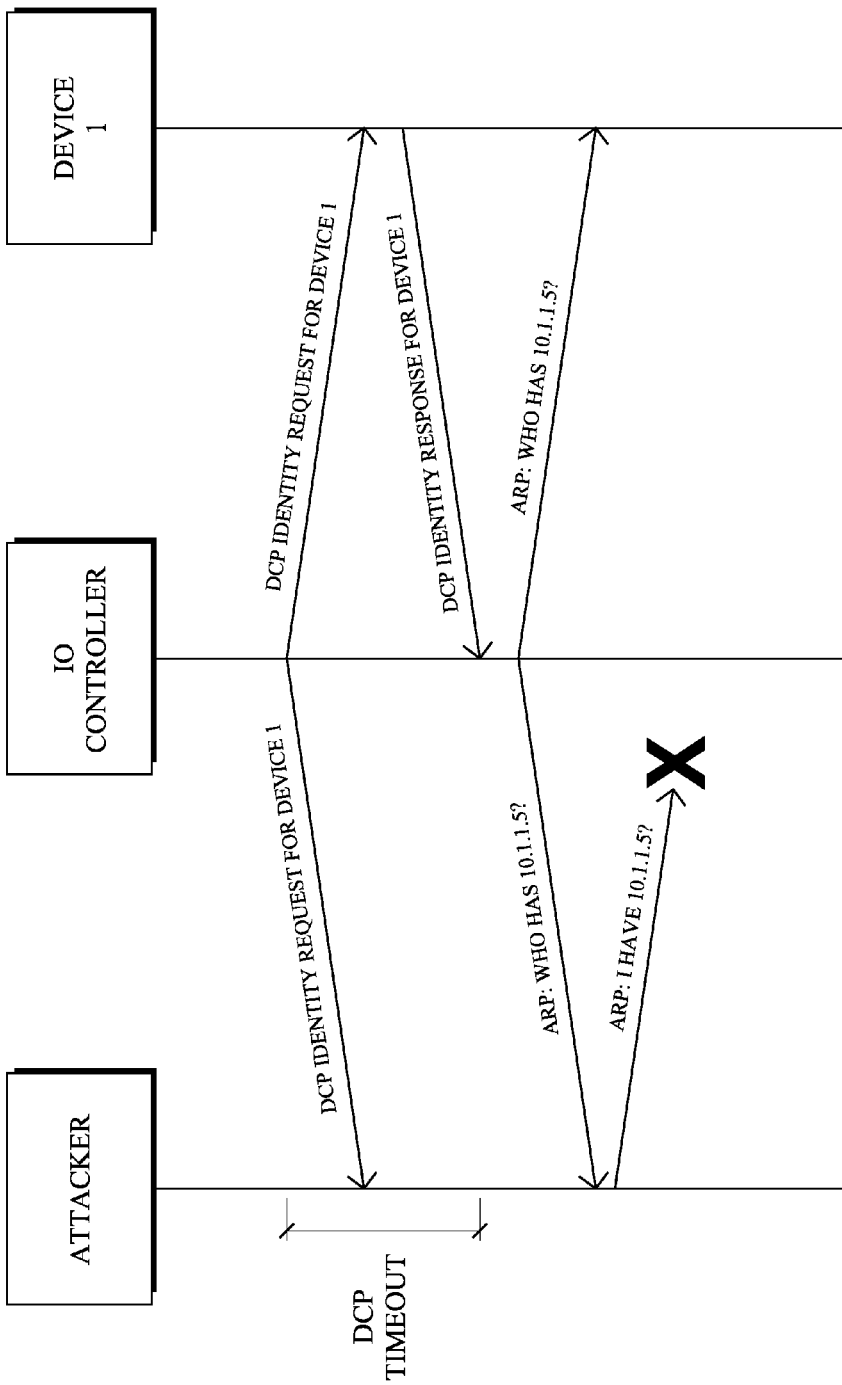 ATTACKER
IO
CONTROLLER
DEVICE
1
DCP IDENTITY REQUEST FOR DEVICE 1
DCP IDENTITY REQUEST FOR DEVICE 1
DCP
TIMEOUT
DCP IDENTITY RESPONSE FOR DEVICE 1
ARP: WHO HAS 10.1.1.5?
ARP: WHO HAS 10.1.1.5?
ARP: I HAVE 10.1.1.5?
X